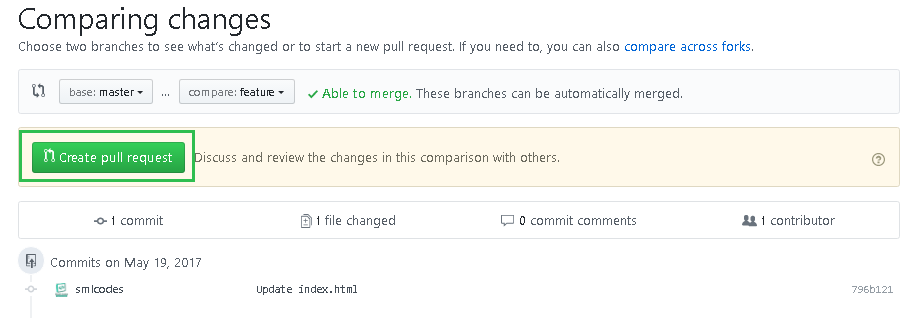 Comparing changes
Choose two branches to see what's changed or to start a new pull request. If you need to, you can also compare across forks.
base: master ... compare: feature ✓ Able to merge. These branches can be automatically merged.
Create pull request Discuss and review the changes in this comparison with others. ?
1 commit 1 file changed 0 commit comments 1 contributor
Commits on May 19, 2017
smlcodes Update index.html 796b121